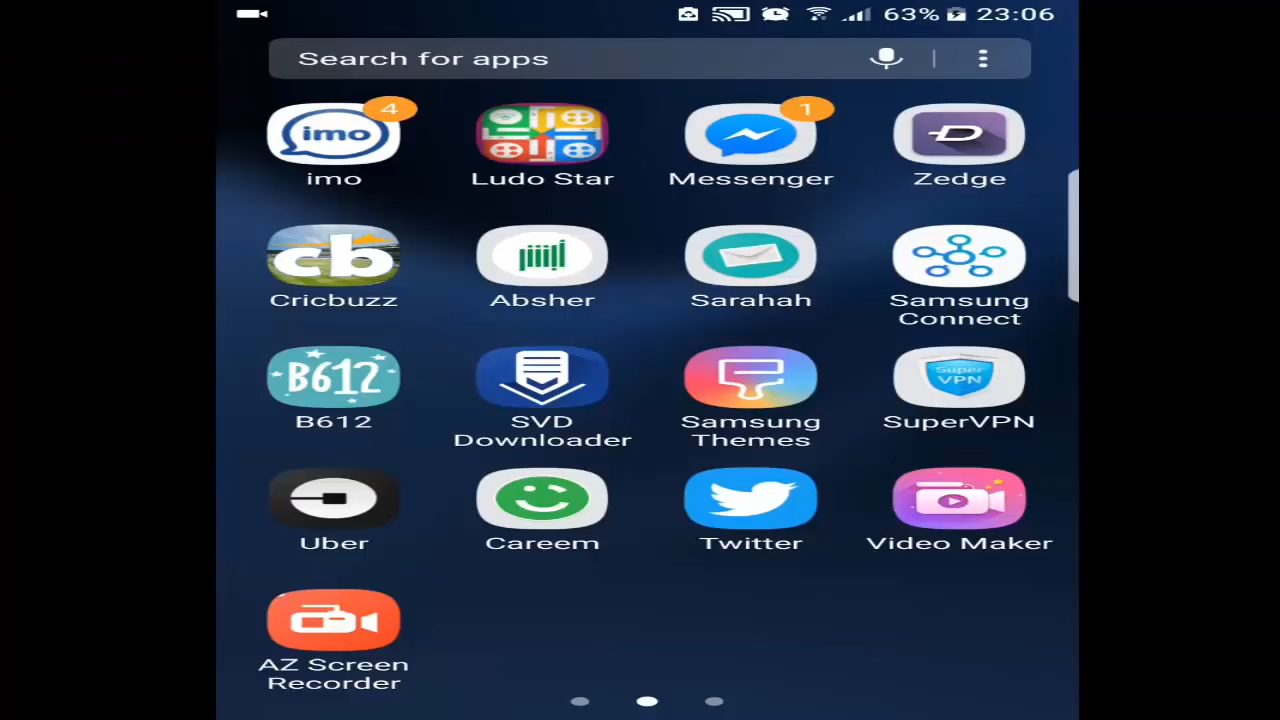 63% 23:06
Search for apps
4
1
imo
imo Ludo Star Messenger Zedge
cb
Cricbuzz Absher Sarahah Samsung Connect
B612
Super
VPN
B612 SVD Downloader Samsung Themes SuperVPN
Uber Careem Twitter Video Maker
AZ Screen
Recorder